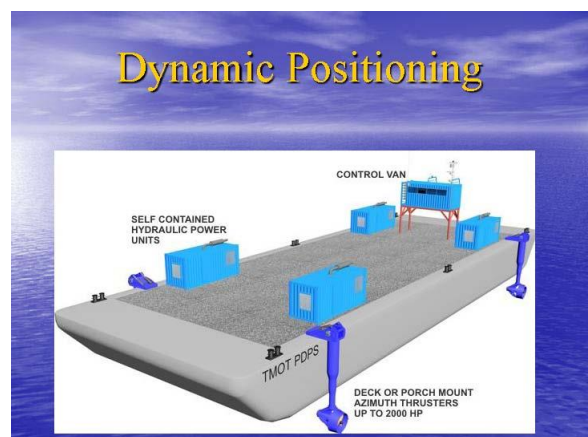 Dynamic Positioning
CONTROL VAN
SELF CONTAINED
HYDRAULIC POWER
UNITS
TMOT PDPS
DECK OR PORCH MOUNT
AZIMUTH THRUSTERS
UP TO 2000 HP